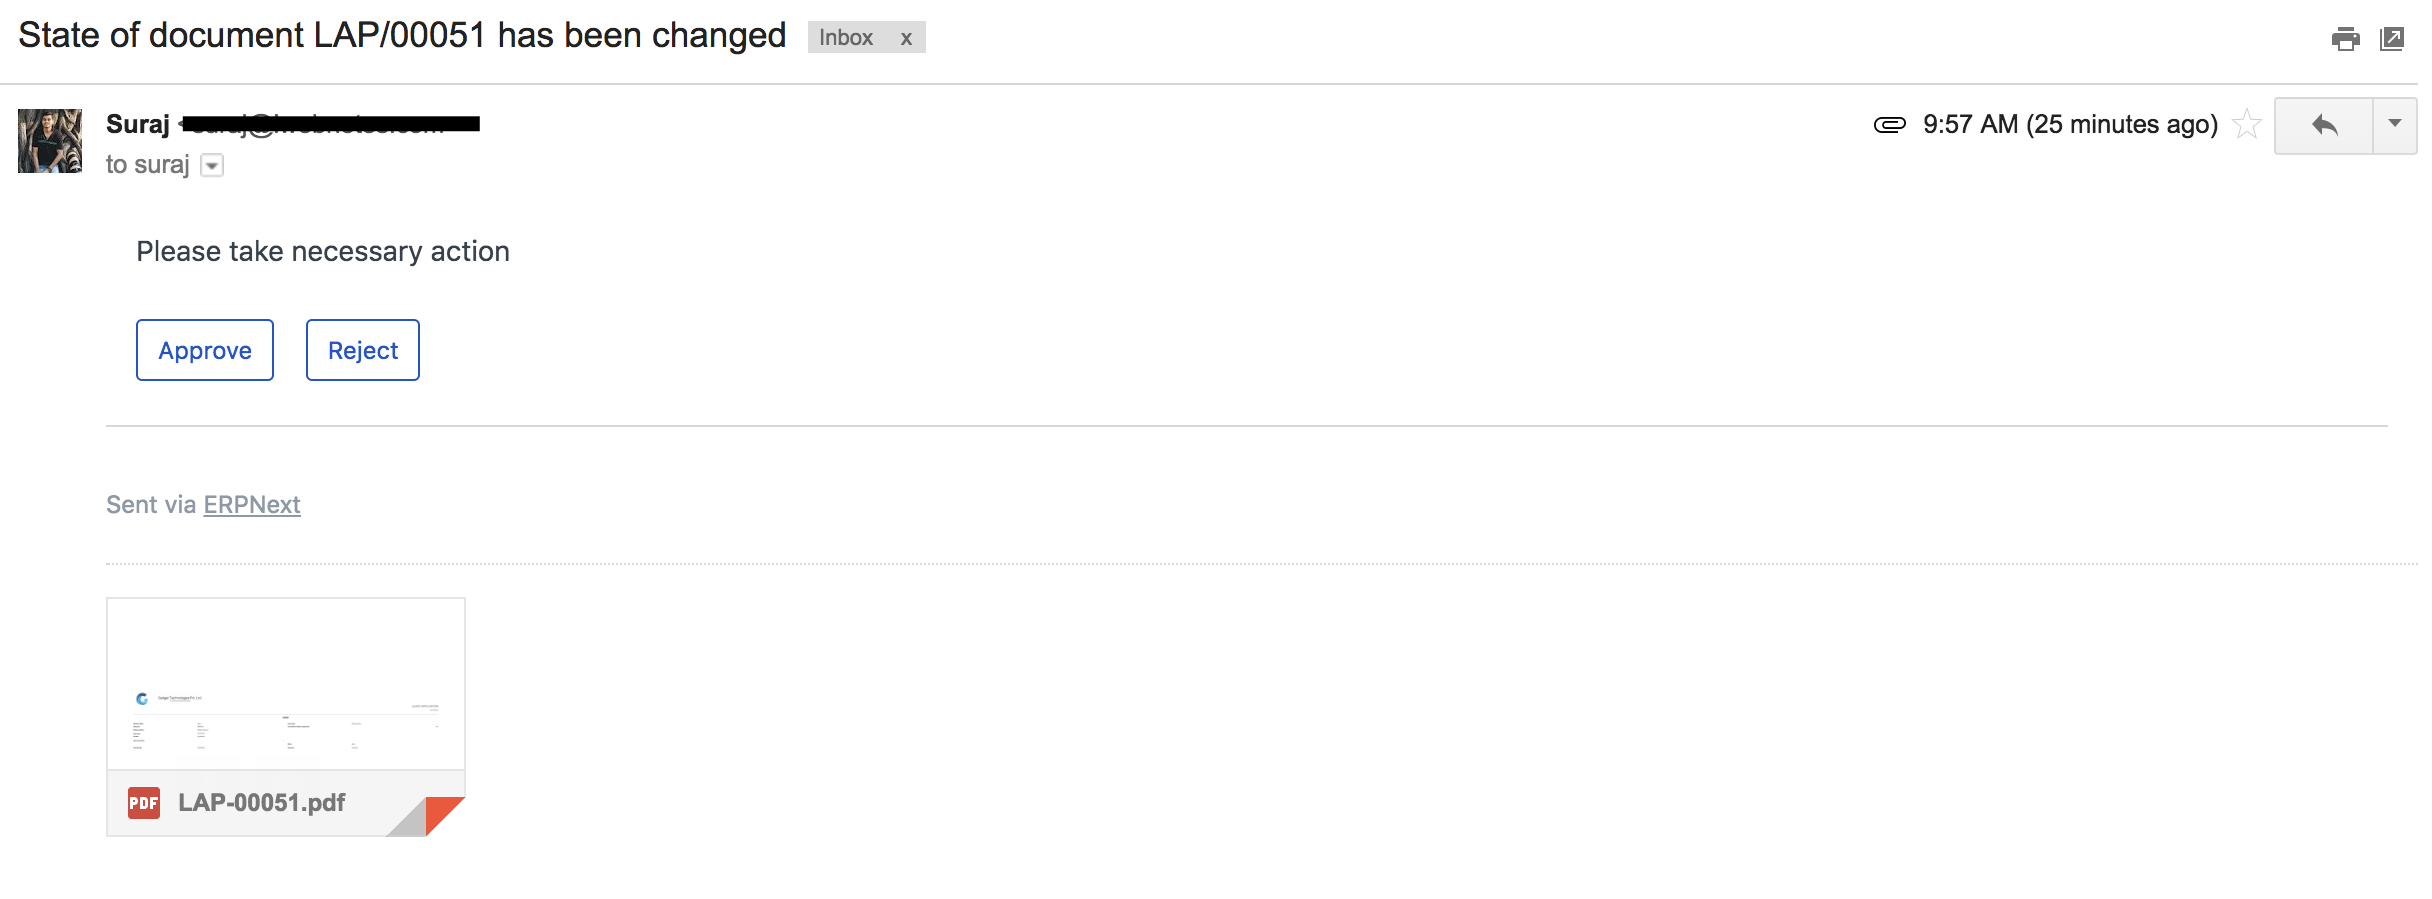 State of document LAP/00051 has been changed Inbox x
Suraj
9:57 AM (25 minutes ago)
to suraj
Please take necessary action
Approve Reject
Sent via ERPNext
PDF LAP-00051.pdf